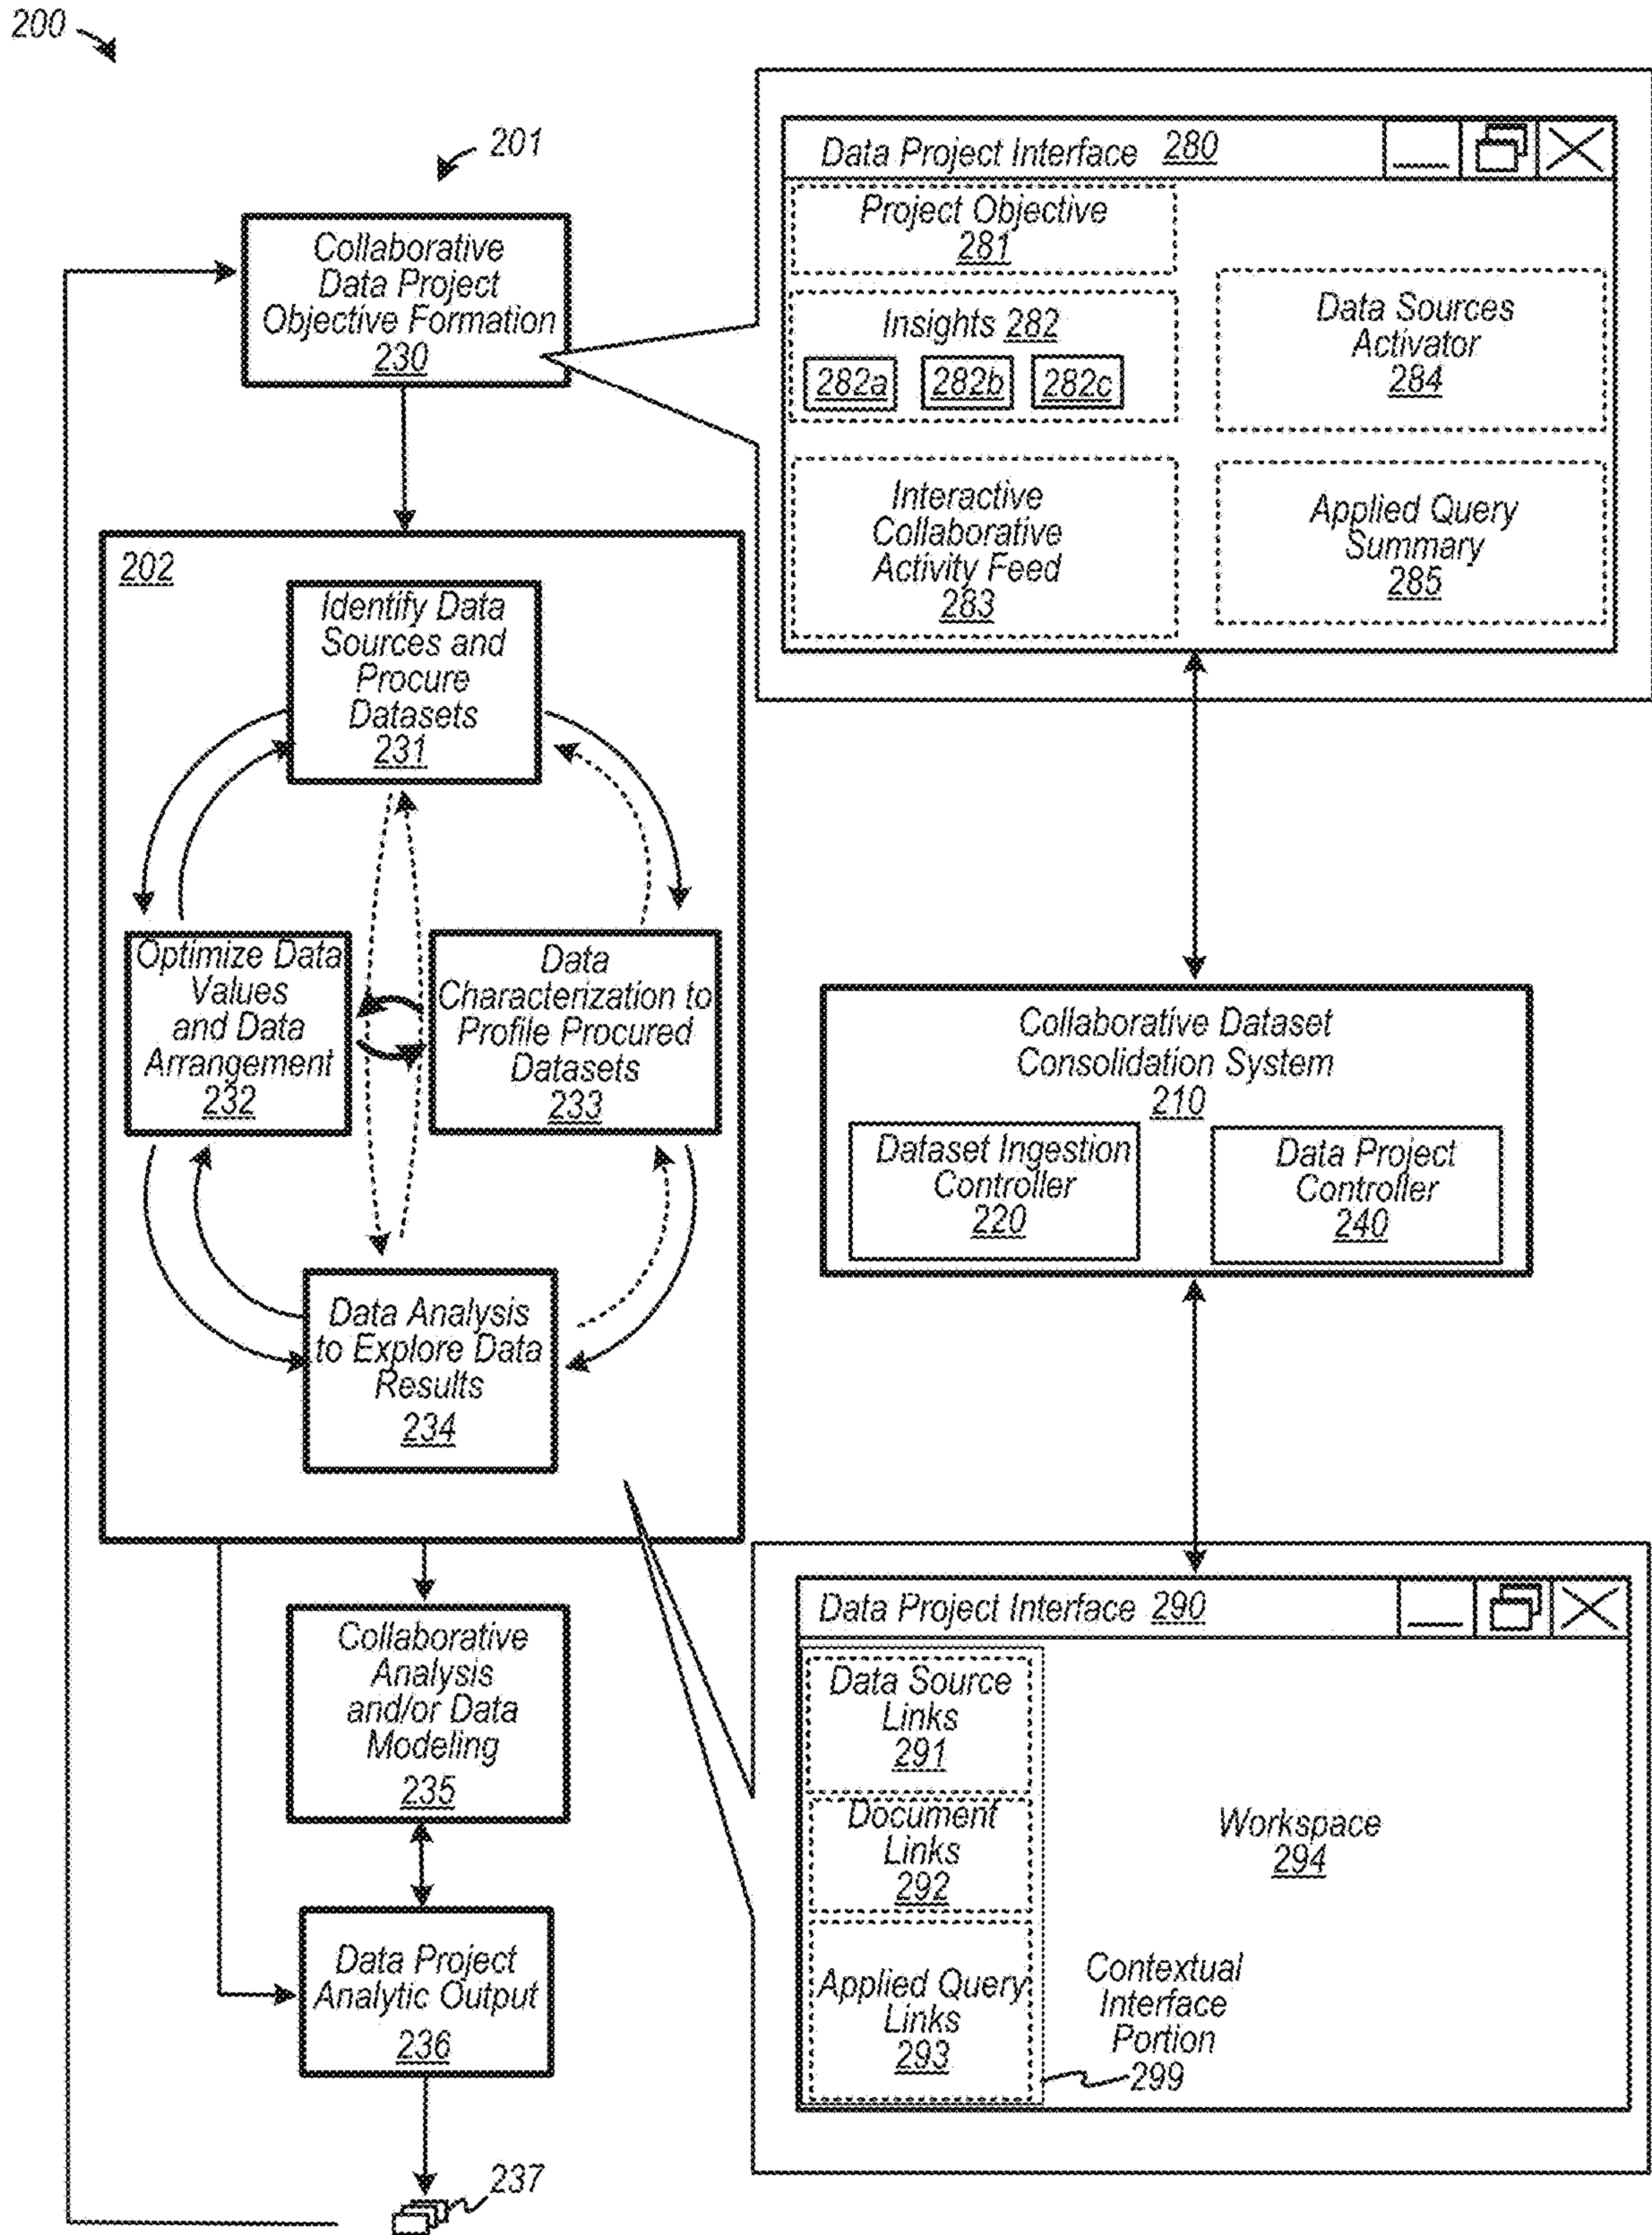 200
201
Collaborative
Data Project
Objective Formation
230
Data Project Interface 280
Project Objective
281
Insights 282
282a 282b 282c
Interactive
Collaborative
Activity Feed
283
Data Sources
Activator
284
Applied Query
Summary
285
202
Identify Data
Sources and
Procure
Datasets
231
Optimize Data
Values
and Data
Arrangement
232
Data
Characterization to
Profile Procured
Datasets
233
Data Analysis
to Explore Data
Results
234
Collaborative Dataset
Consolidation System
210
Dataset Ingestion
Controller
220
Data Project
Controller
240
Collaborative
Analysis
and/or Data
Modeling
235
Data Project
Analytic Output
236
237
Data Project Interface 290
Data Source
Links
291
Document
Links
292
Applied Query
Links
293
Workspace
294
Contextual
Interface
Portion
299